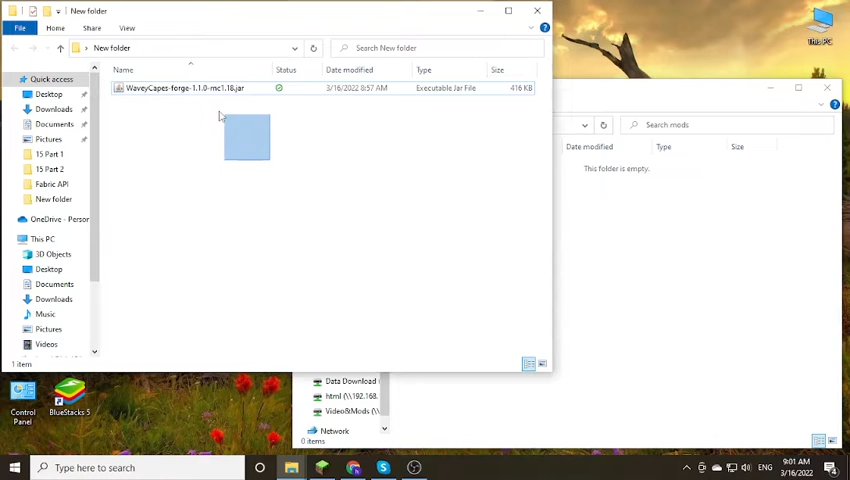 New folder
File
Home
Share
View
New folder
Search New folder
Name
Status
Date modified
Type
Size
WaveyCapes-forge-1.1.0-mc1.18.jar
3/16/2022 8:57 AM
Executable Jar File
416 KB
Quick access
Desktop
Downloads
Documents
Pictures
15 Part 1
15 Part 2
Fabric API
New folder
OneDrive - Person
This PC
3D Objects
Desktop
Documents
Downloads
Music
Pictures
Videos
1 item
Search mods
Date modified
Type
Size
This folder is empty.
Data Download (
html (\\192.168.
Video&Mods (\\
Network
0 items
This PC
Control
Panel
BlueStacks 5
Type here to search
ENG
9:01 AM
3/16/2022
4